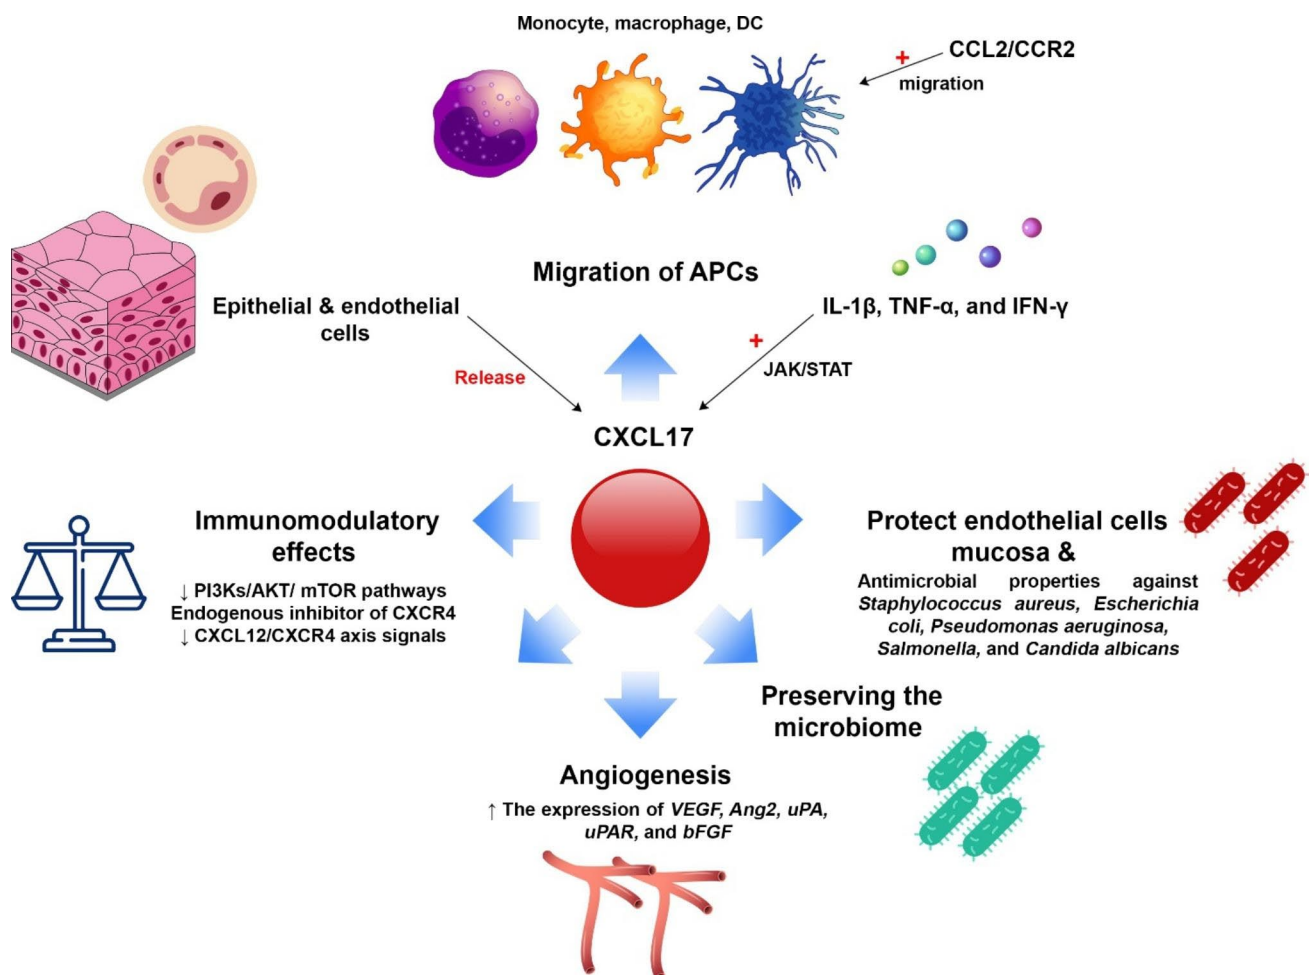 Monocyte, macrophage, DC
CCL2/CCR2
+
migration
Migration of APCs
Epithelial & endothelial
cells
IL-1β, TNF-α, and IFN-γ
+
JAK/STAT
Release
CXCL17
Immunomodulatory
effects
↓ PI3Ks/AKT/ mTOR pathways
Endogenous inhibitor of CXCR4
↓ CXCL12/CXCR4 axis signals
Protect endothelial cells
mucosa &
Antimicrobial properties against
Staphylococcus aureus, Escherichia
coli, Pseudomonas aeruginosa,
Salmonella, and Candida albicans
Preserving the
microbiome
Angiogenesis
↑ The expression of VEGF, Ang2, uPA,
uPAR, and bFGF